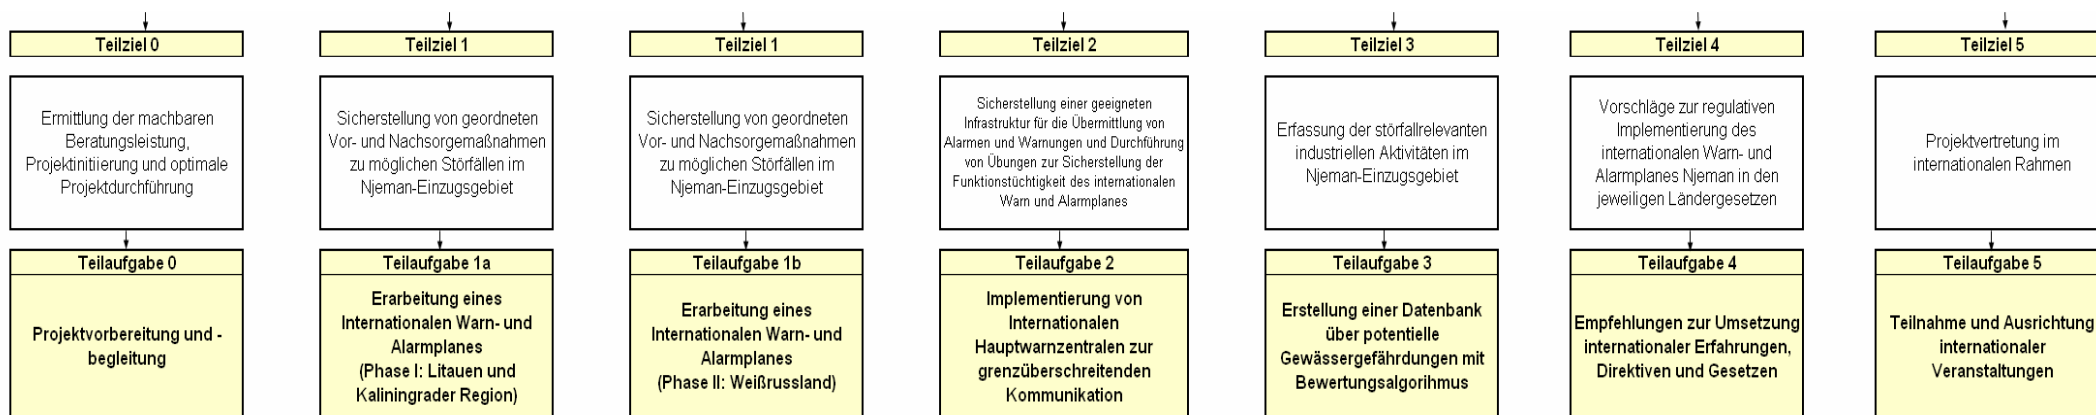 Teilziel 0
Ermittlung der machbaren
Beratungsleistung,
Projektinitiierung und optimale
Projektdurchführung
Teilaufgabe 0
Projektvorbereitung und -
begleitung
Teilziel 1
Sicherstellung von geordneten
Vor- und Nachsorgemaßnahmen
zu möglichen Störfällen im
Njeman-Einzugsgebiet
Teilaufgabe 1a
Erarbeitung eines
Internationalen Warn- und
Alarmplanes
(Phase I: Litauen und
Kaliningrader Region)
Teilziel 1
Sicherstellung von geordneten
Vor- und Nachsorgemaßnahmen
zu möglichen Störfällen im
Njeman-Einzugsgebiet
Teilaufgabe 1b
Erarbeitung eines
Internationalen Warn- und
Alarmplanes
(Phase II: Weißrussland)
Teilziel 2
Sicherstellung einer geeigneten
Infrastruktur für die Übermittlung von
Alarmen und Warnungen und Durchführung
von Übungen zur Sicherstellung der
Funktionstüchtigkeit des internationalen
Warn und Alarmplanes
Teilaufgabe 2
Implementierung von
Internationalen
Hauptwarnzentralen zur
grenzüberschreitenden
Kommunikation
Teilziel 3
Erfassung der störfallrelevanten
industriellen Aktivitäten im
Njeman-Einzugsgebiet
Teilaufgabe 3
Erstellung einer Datenbank
über potentielle
Gewässergefährdungen mit
Bewertungsalgorihmus
Teilziel 4
Vorschläge zur regulativen
Implementierung des
internationalen Warn- und
Alarmplanes Njeman in den
jeweiligen Ländergesetzen
Teilaufgabe 4
Empfehlungen zur Umsetzung
internationaler Erfahrungen,
Direktiven und Gesetzen
Teilziel 5
Projektvertretung im
internationalen Rahmen
Teilaufgabe 5
Teilnahme und Ausrichtung
internationaler
Veranstaltungen